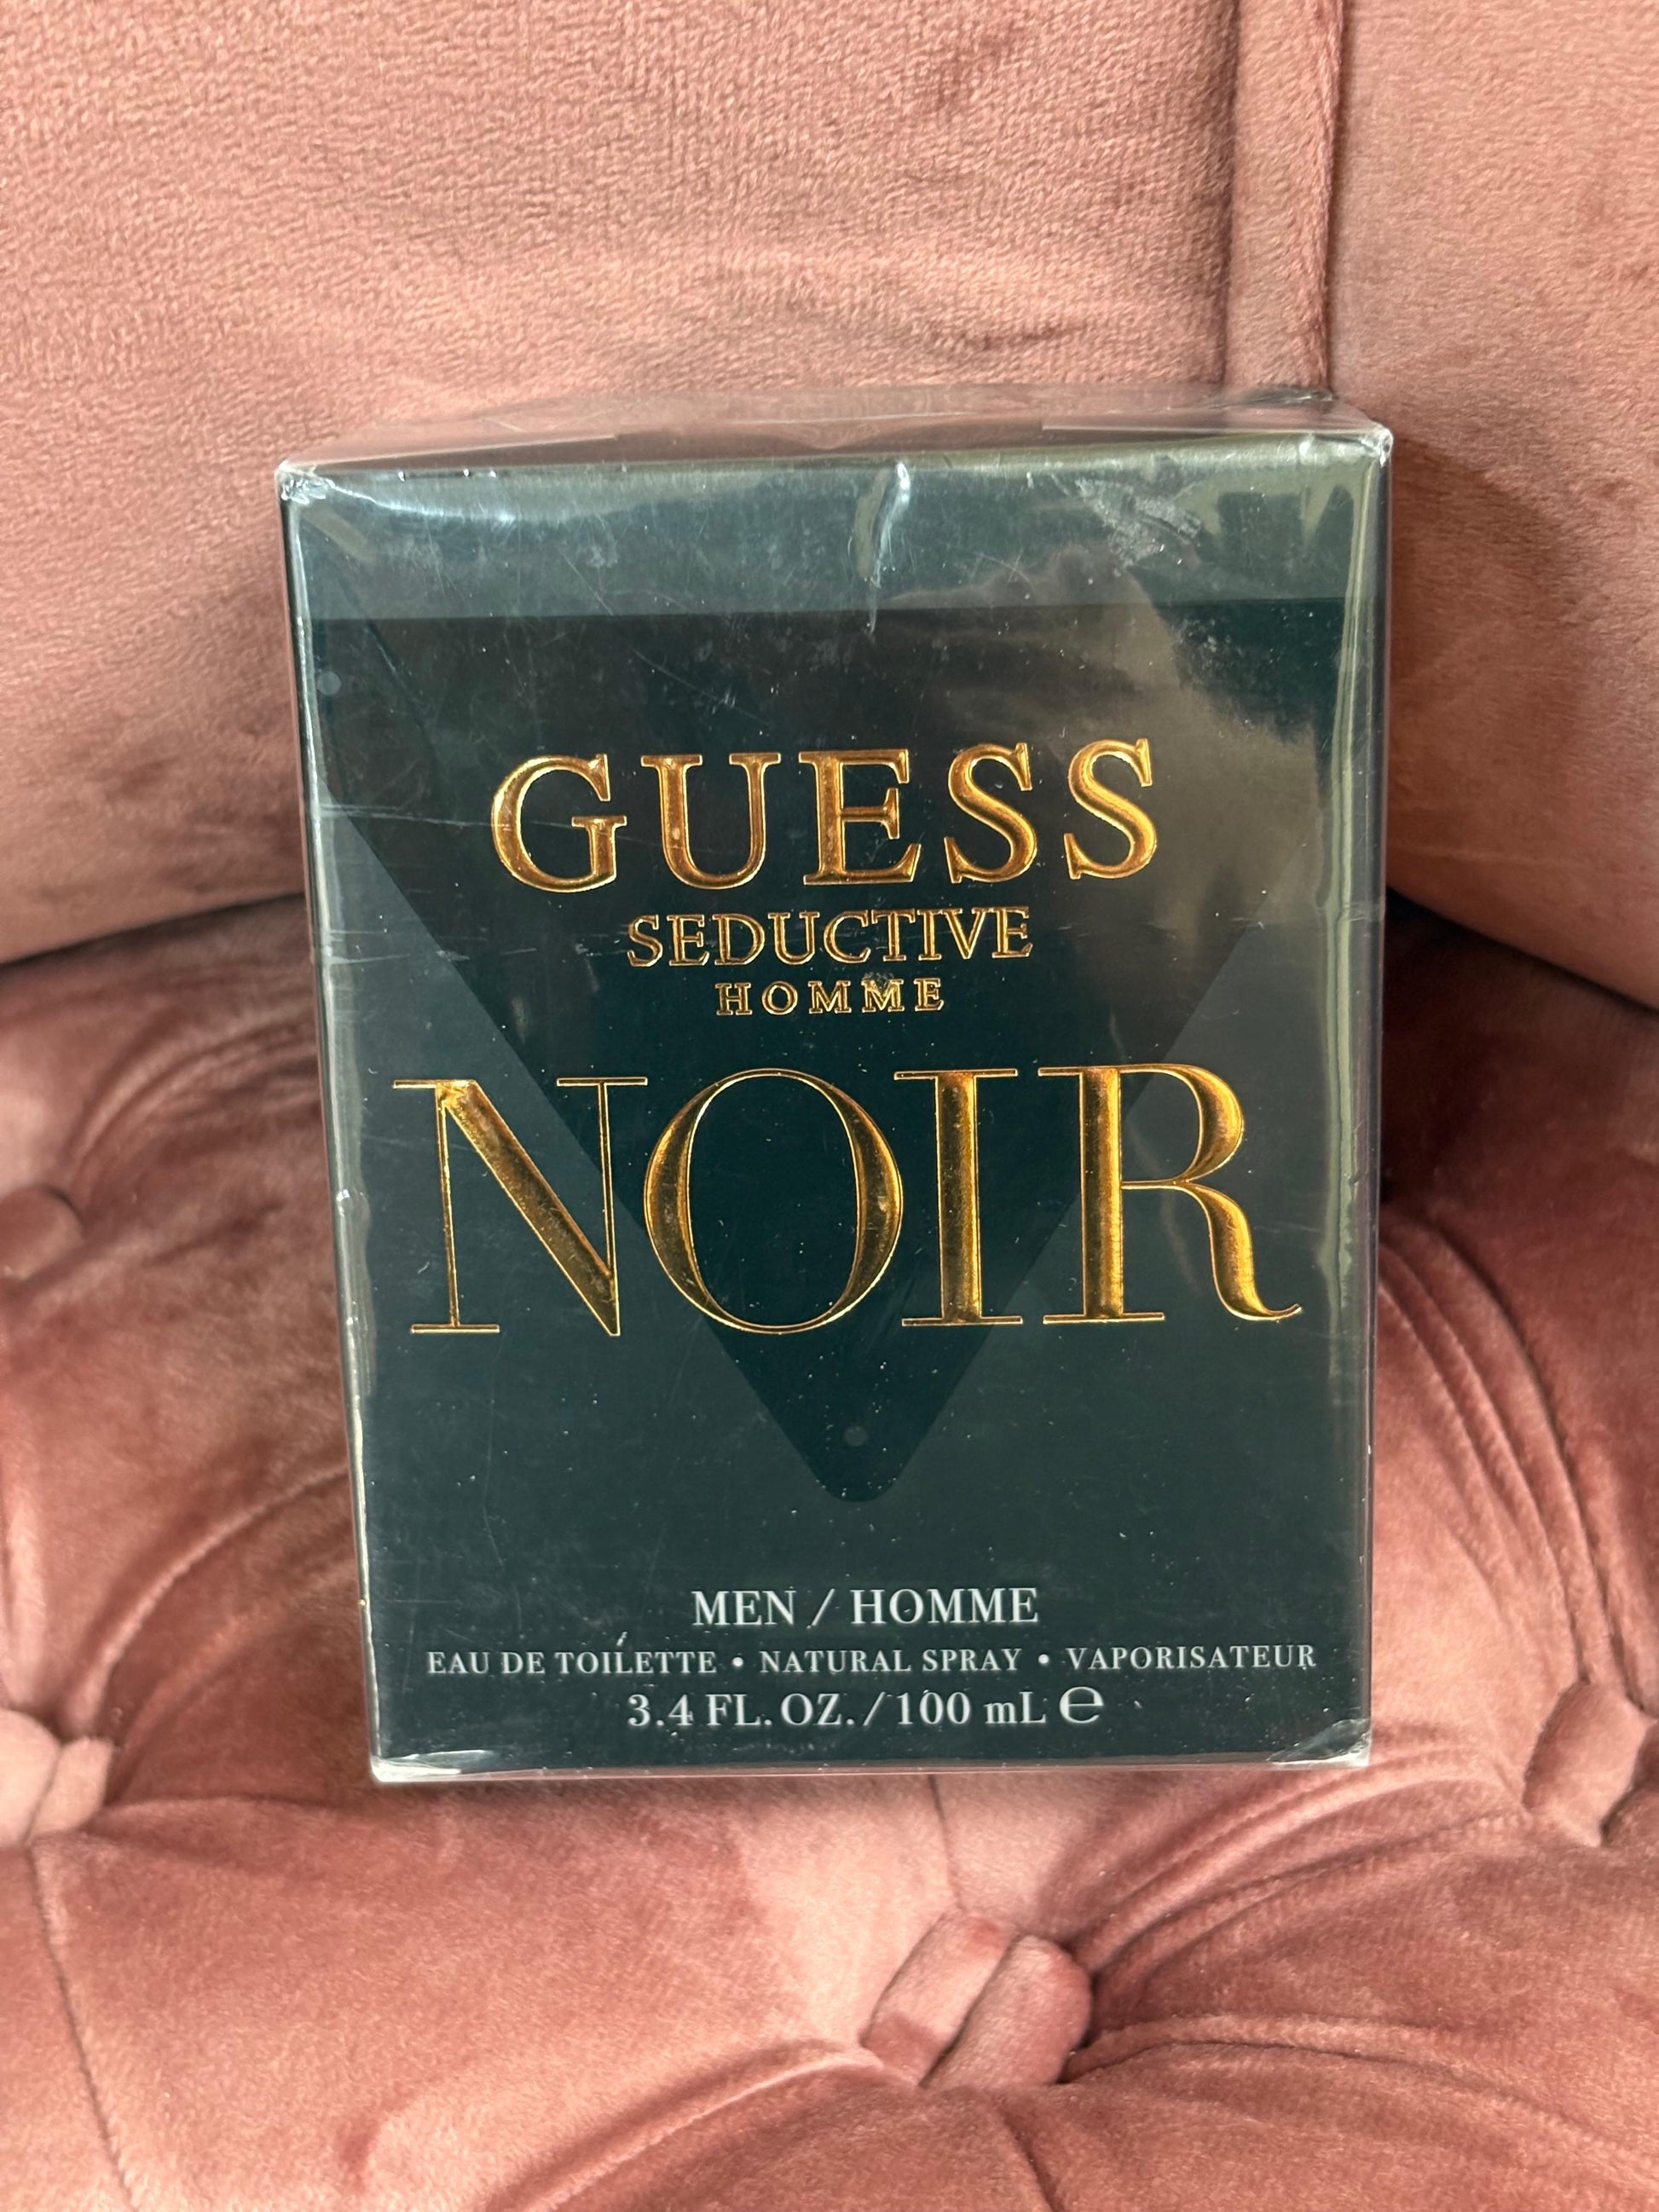 GUESS
SEDUCTIVE
HOMME
NOIR
MEN / HOMME
EAU DE TOILETTE • NATURAL SPRAY • VAPORISATEUR
3.4 FL. OZ. / 100 mL ℮